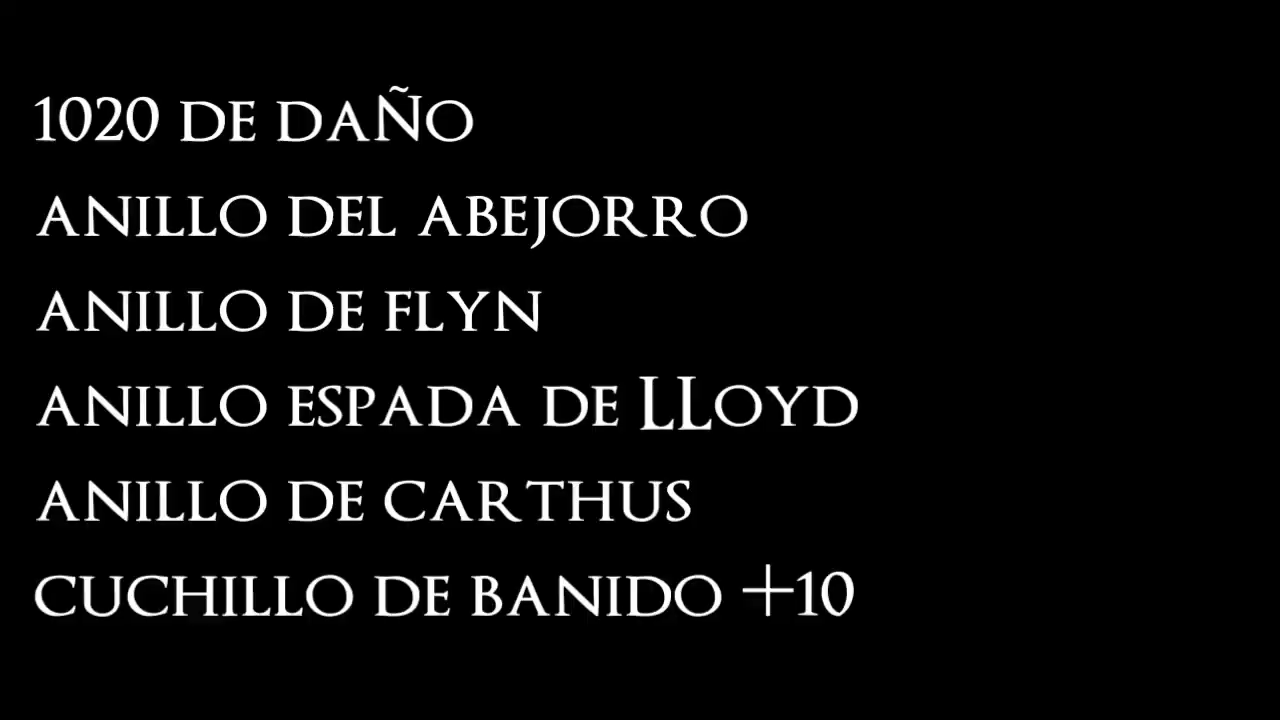 1020 de daÑo
anillo del abejorro
anillo de flyn
anillo espada de LLoyd
anillo de carthus
cuchillo de banido +10